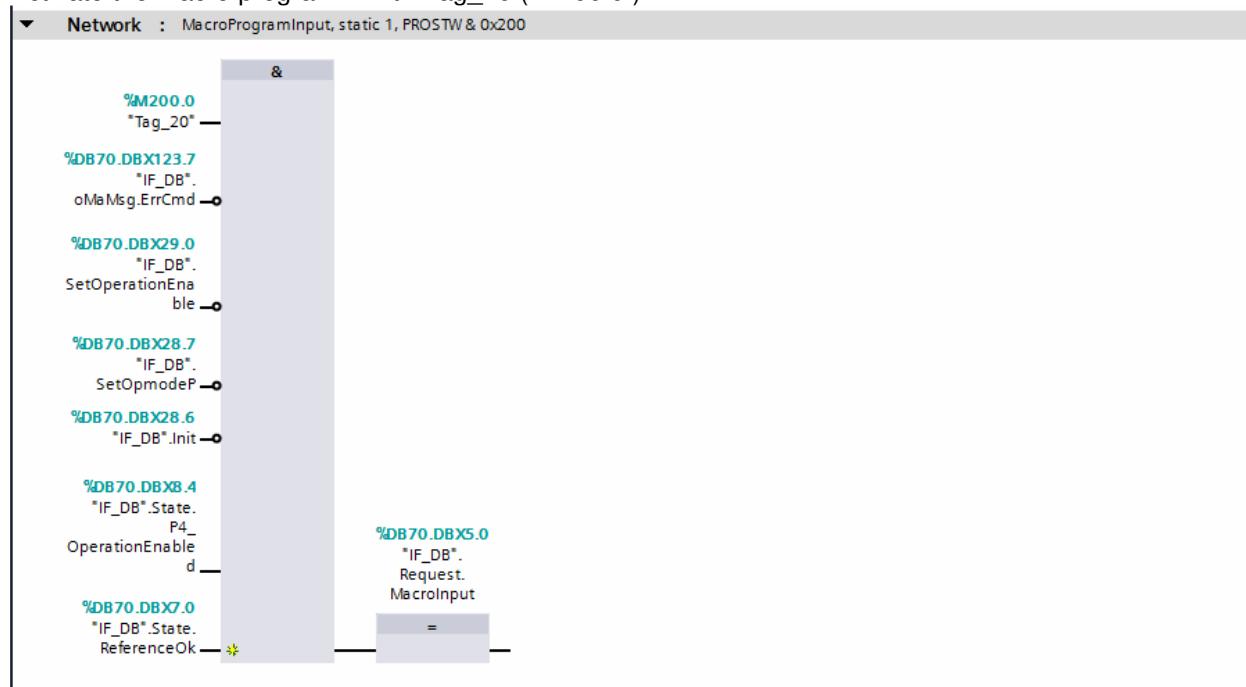 Network : MacroProgramInput, static 1, PROSTW & 0x200
&
%M200.0
"Tag_20"
%DB70.DBX123.7
"IF_DB".
oMaMsg.ErrCmd
%DB70.DBX29.0
"IF_DB".
SetOperationEna
ble
%DB70.DBX28.7
"IF_DB".
SetOpmodeP
%DB70.DBX28.6
"IF_DB".Init
%DB70.DBX8.4
"IF_DB".State.
P4_
OperationEnable
d
%DB70.DBX7.0
"IF_DB".State.
ReferenceOk
%DB70.DBX5.0
"IF_DB".
Request.
MacroInput
=